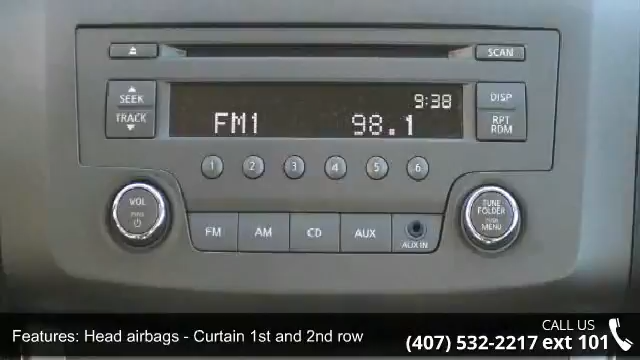 SCAN
SEEK
TRACK
9:38
FM1 98.1
DISP
RPT
RDM
1 2 3 4 5 6
VOL
PUSH
TUNE
FOLDER
PUSH
MENU
FM AM CD AUX
AUX IN
Features: Head airbags - Curtain 1st and 2nd row
CALL US
(407) 532-2217 ext 101